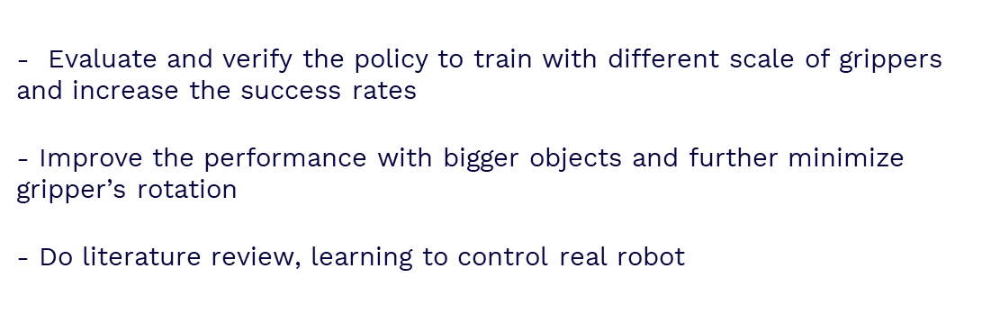 - Evaluate and verify the policy to train with different scale of grippers
and increase the success rates
- Improve the performance with bigger objects and further minimize
gripper’s rotation
- Do literature review, learning to control real robot